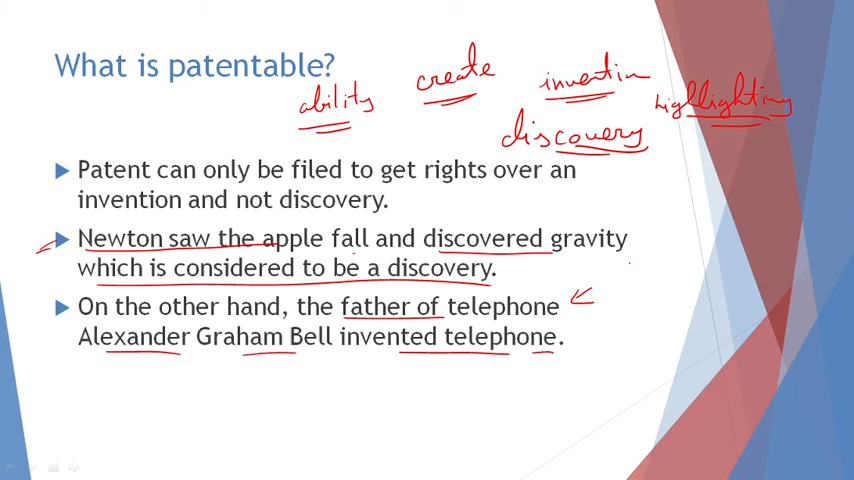 What is patentable?
ability create invention highlighting
discovery
Patent can only be filed to get rights over an
invention and not discovery.
Newton saw the apple fall and discovered gravity
which is considered to be a discovery.
On the other hand, the father of telephone
Alexander Graham Bell invented telephone.